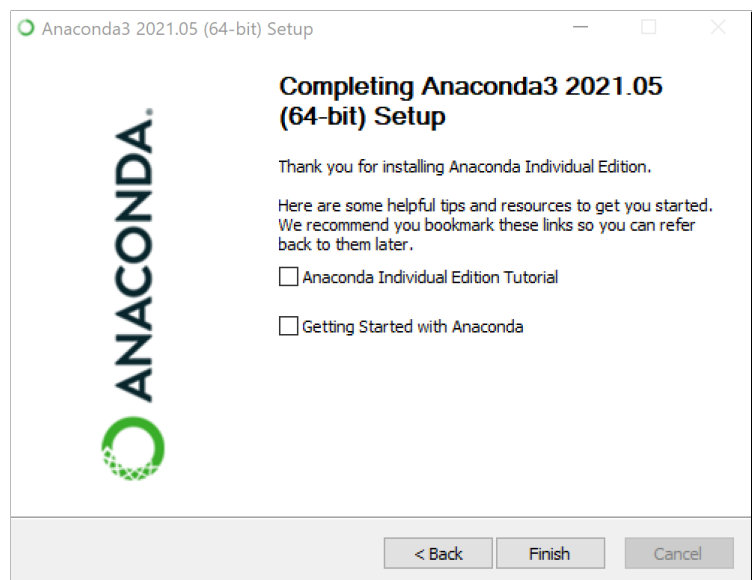 Anaconda3 2021.05 (64-bit) Setup
Completing Anaconda3 2021.05
(64-bit) Setup
ANACONDA.
Thank you for installing Anaconda Individual Edition.
Here are some helpful tips and resources to get you started.
We recommend you bookmark these links so you can refer
back to them later.
Anaconda Individual Edition Tutorial
Getting Started with Anaconda
< Back
Finish
Cancel